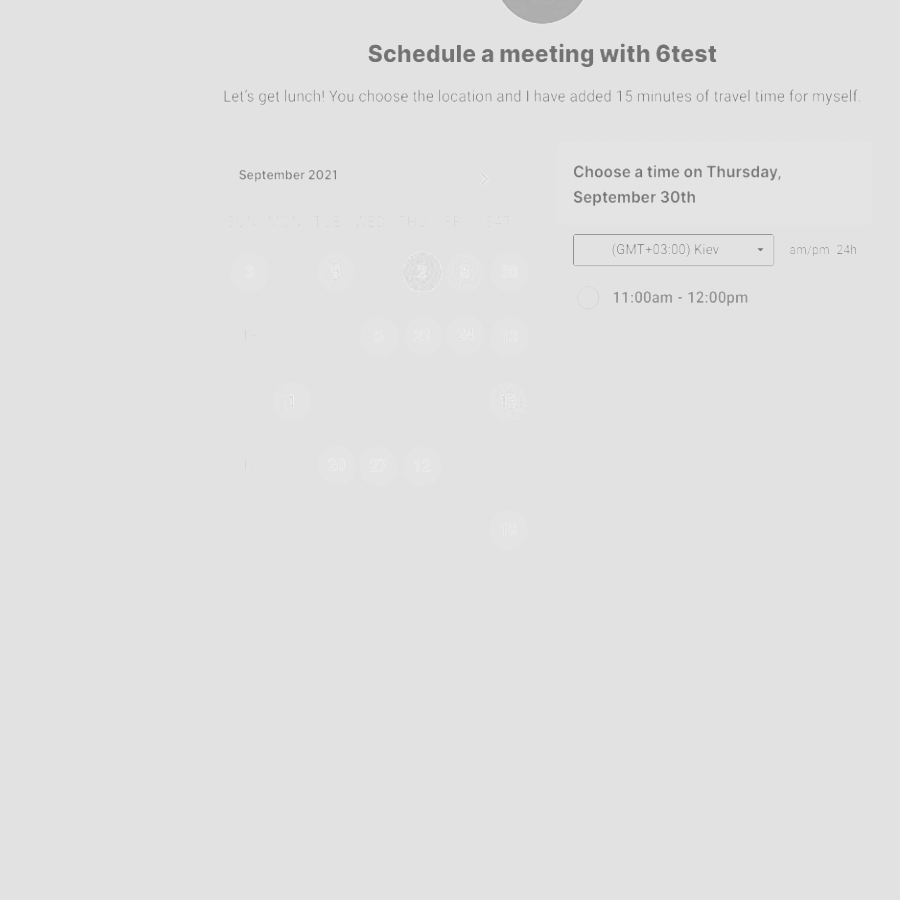 Schedule a meeting with 6test
Let's get lunch! You choose the location and I have added 15 minutes of travel time for myself.
September 2021
Choose a time on Thursday,
September 30th
SUN MON TUE WED THU FRI SAT
(GMT+03:00) Kiev
am/pm 24h
11:00am - 12:00pm
1